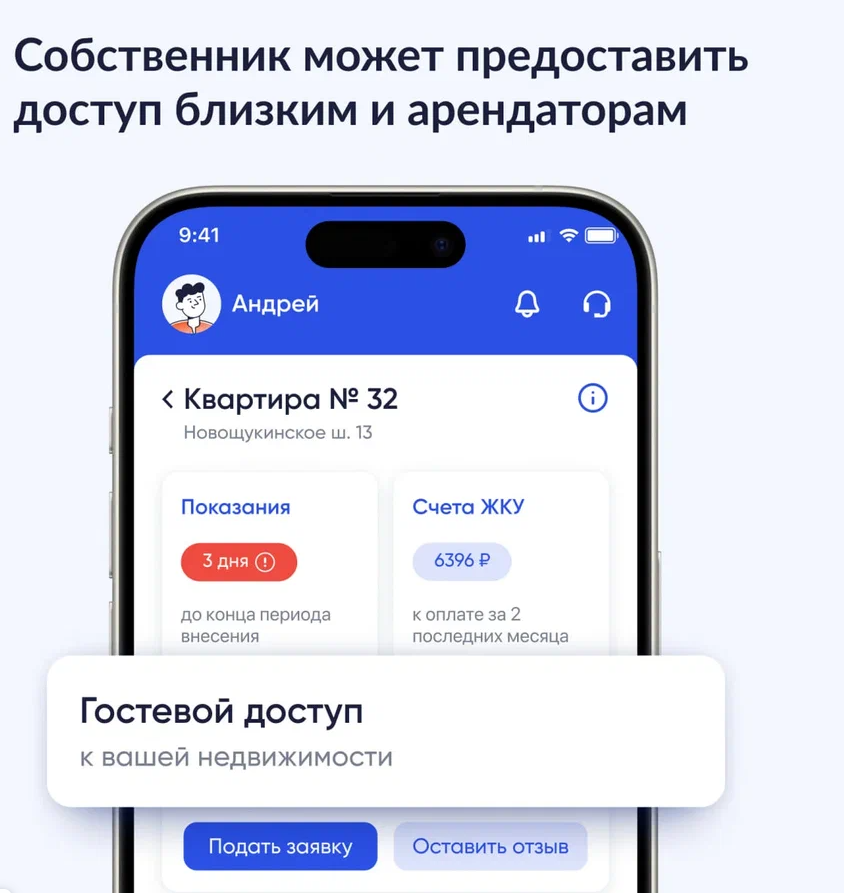 Собственник может предоставить
доступ близким и арендаторам
9:41
Андрей
Квартира № 32
Новощукинское ш. 13
Показания
3 дня
до конца периода
внесения
Счета ЖКУ
6396 ₽
к оплате за 2
последних месяца
Гостевой доступ
к вашей недвижимости
Подать заявку
Оставить отзыв